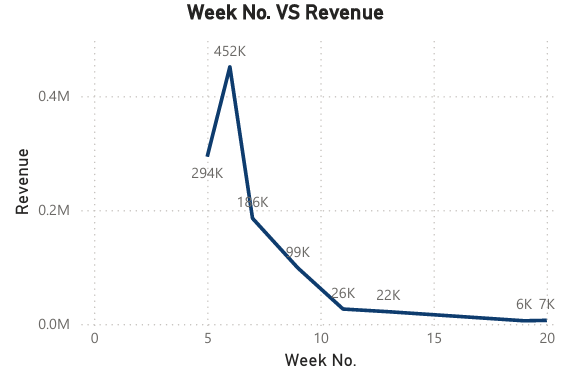 Week No. VS Revenue
452K
0.4M
294K
186K
0.2M
99K
26K
22K
6K 7K
0.0M
0 5 10 15 20
Revenue
Week No.